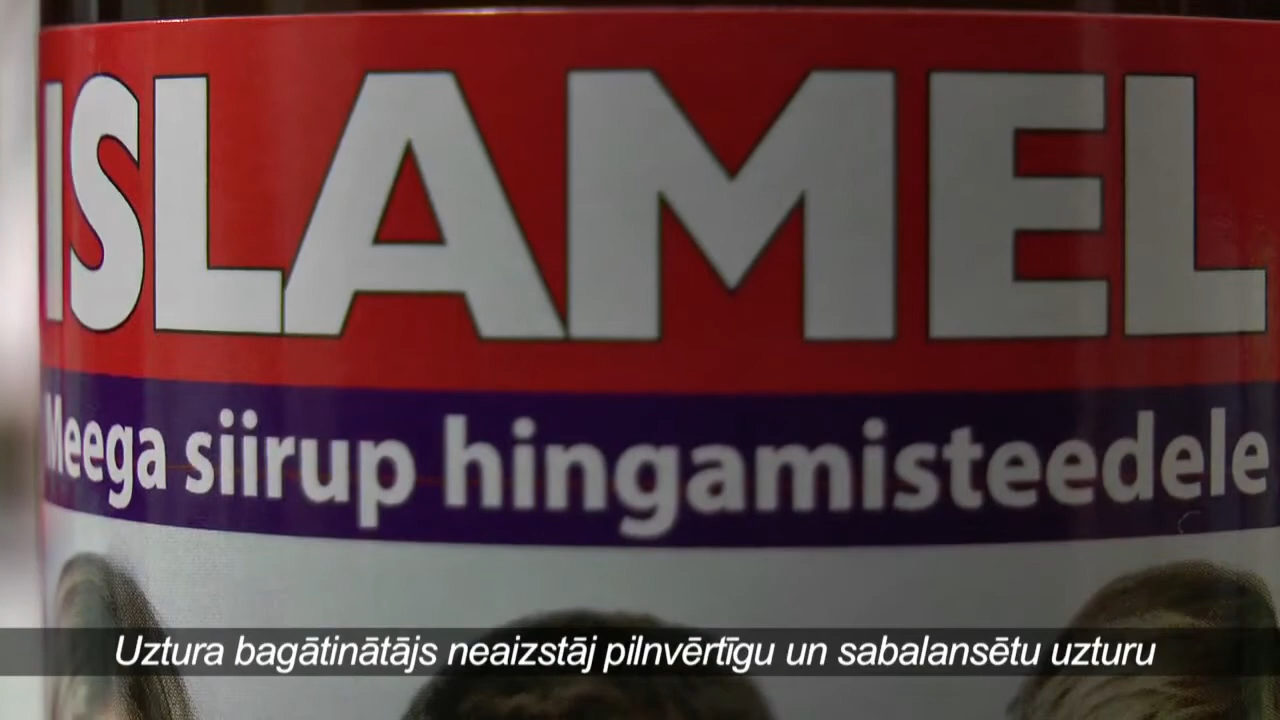 ISLAMEL
Meega siirup hingamisteedele
Uztura bagātinātājs neaizstāj pilnvērtīgu un sabalansētu uzturu